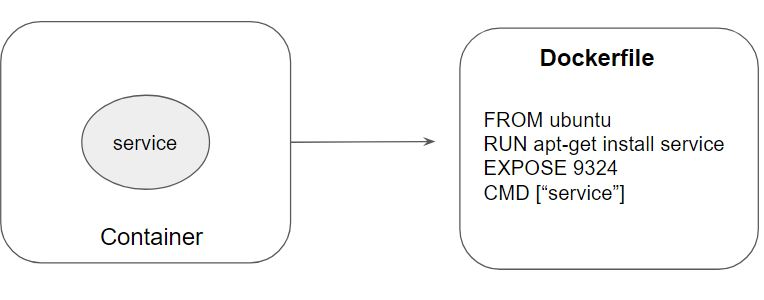 service
Container
Dockerfile
FROM ubuntu
RUN apt-get install service
EXPOSE 9324
CMD [“service”]